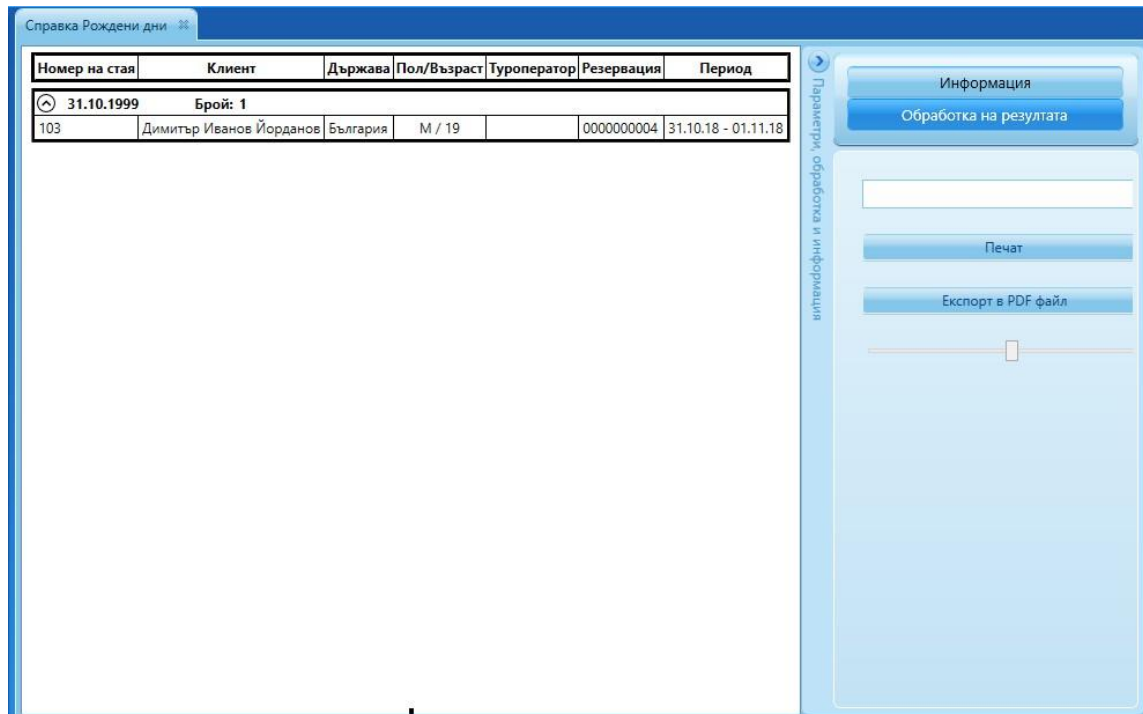 Справка Рождени дни
Номер на стая Клиент Държава Пол/Възраст Туроператор Резервация Период
31.10.1999 Брой: 1
103 Димитър Иванов Йорданов България М / 19 0000000004 31.10.18 - 01.11.18
Параметри, обработка и информация
Информация
Обработка на резултата
Печат
Експорт в PDF файл